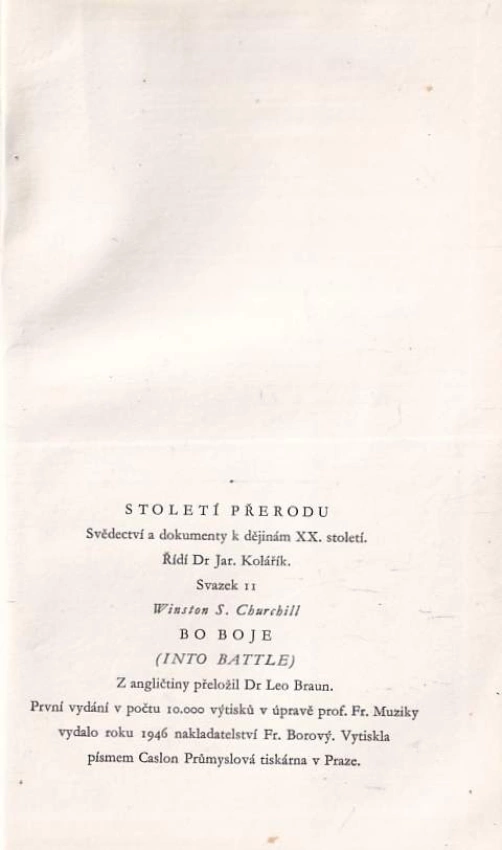 STOLETÍ PŘERODU
Svědectví a dokumenty k dějinám XX. století.
Řídí Dr Jar. Kolářík.
Svazek 11
Winston S. Churchill
BO BOJE
(INTO BATTLE)
Z angličtiny přeložil Dr Leo Braun.
První vydání v počtu 10.000 výtisků v úpravě prof. Fr. Muziky
vydalo roku 1946 nakladatelství Fr. Borový. Vytiskla
písmem Caslon Průmyslová tiskárna v Praze.